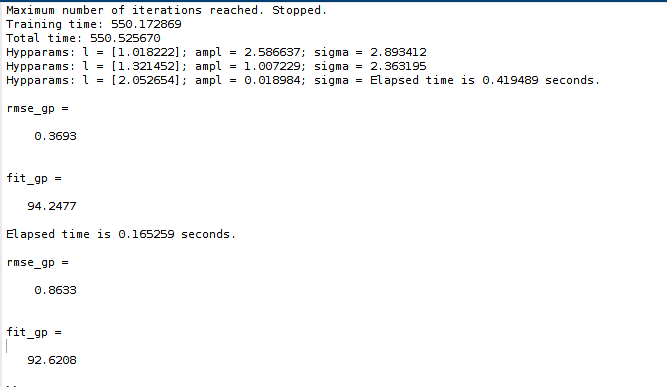 Maximum number of iterations reached. Stopped.
Training time: 550.172869
Total time: 550.525670
Hypparams: l = [1.018222]; ampl = 2.586637; sigma = 2.893412
Hypparams: l = [1.321452]; ampl = 1.007229; sigma = 2.363195
Hypparams: l = [2.052654]; ampl = 0.018984; sigma = Elapsed time is 0.419489 seconds.
rmse_gp =
0.3693
fit_gp =
94.2477
Elapsed time is 0.165259 seconds.
rmse_gp =
0.8633
fit_gp =
92.6208